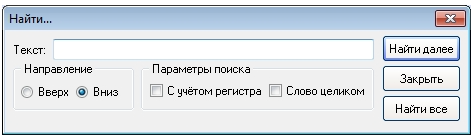 Найти...
Текст:
Найти далее
Направление
Вверх
Вниз
Параметры поиска
С учётом регистра
Слово целиком
Закрыть
Найти все